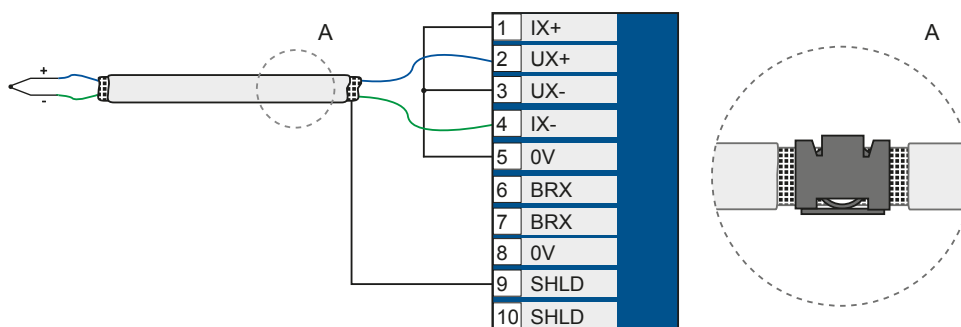 A
A
+
-
1 IX+
2 UX+
3 UX-
4 IX-
5 0V
6 BRX
7 BRX
8 0V
9 SHLD
10 SHLD